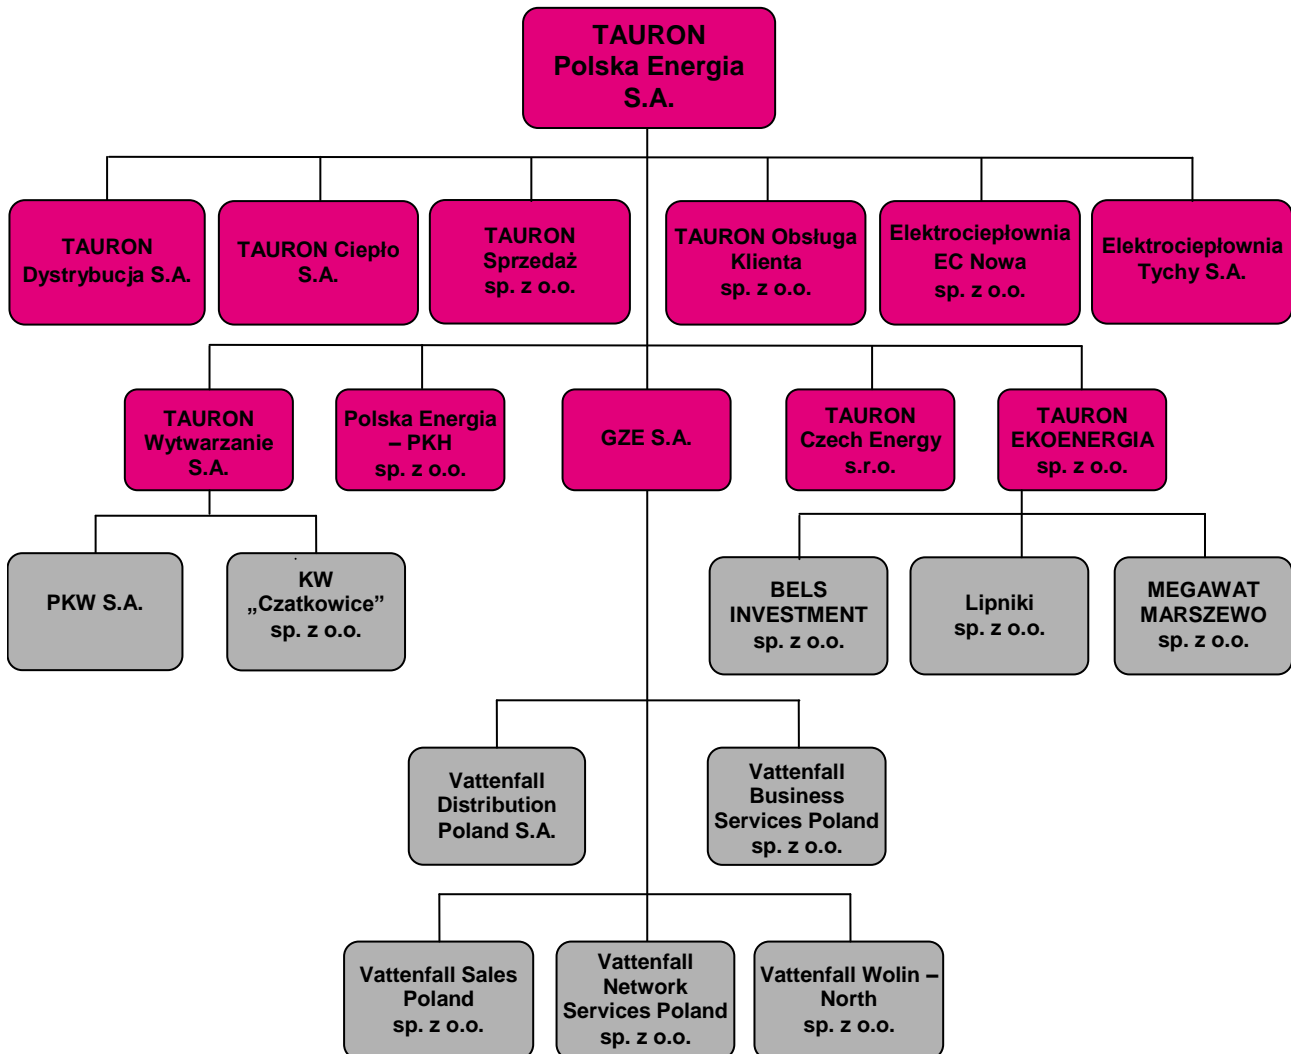 TAURON
Polska Energia
S.A.
TAURON
Dystrybucja S.A.
TAURON Ciepło
S.A.
TAURON
Sprzedaż
sp. z o.o.
TAURON Obsługa
Klienta
sp. z o.o.
Elektrociepłownia
EC Nowa
sp. z o.o.
Elektrociepłownia
Tychy S.A.
TAURON
Wytwarzanie
S.A.
Polska Energia
– PKH
sp. z o.o.
GZE S.A.
TAURON
Czech Energy
s.r.o.
TAURON
EKOENERGIA
sp. z o.o.
PKW S.A.
KW
„Czatkowice”
sp. z o.o.
BELS
INVESTMENT
sp. z o.o.
Lipniki
sp. z o.o.
MEGAWAT
MARSZEWO
sp. z o.o.
Vattenfall
Distribution
Poland S.A.
Vattenfall
Business
Services Poland
sp. z o.o.
Vattenfall Sales
Poland
sp. z o.o.
Vattenfall
Network
Services Poland
sp. z o.o.
Vattenfall Wolin –
North
sp. z o.o.